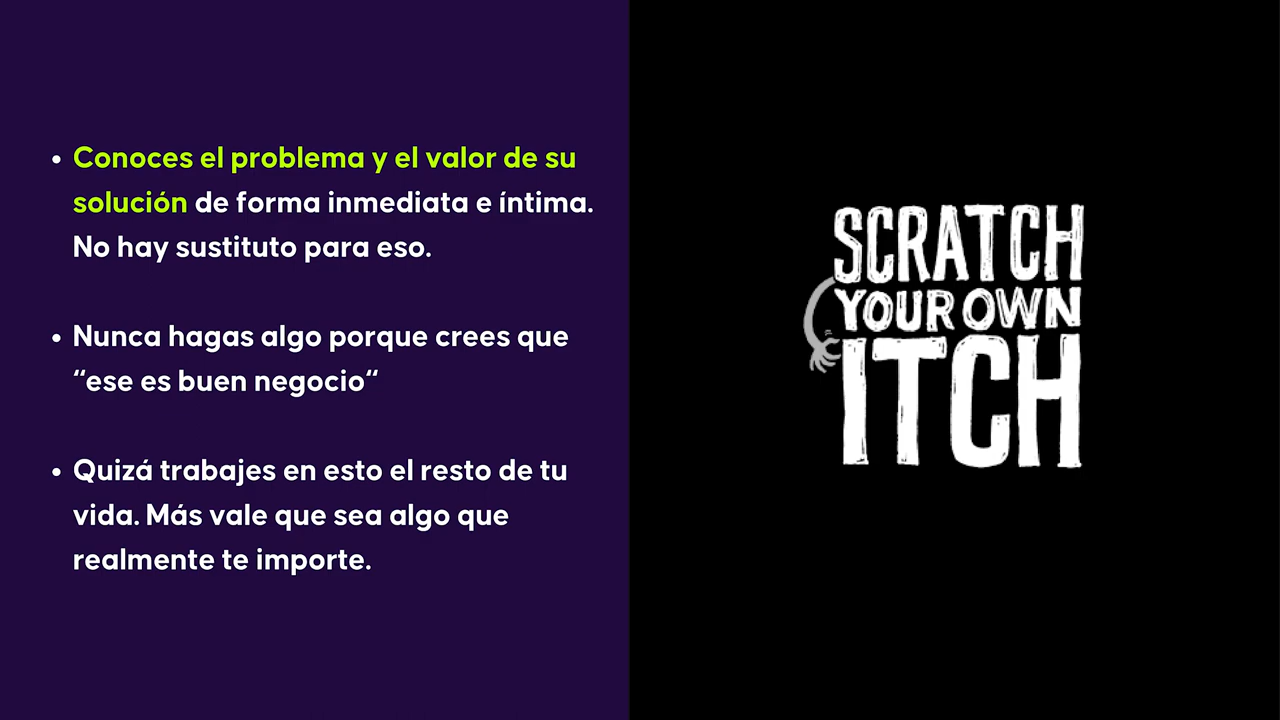 • Conoces el problema y el valor de su
solución de forma inmediata e íntima.
No hay sustituto para eso.
• Nunca hagas algo porque crees que
“ese es buen negocio“
• Quizá trabajes en esto el resto de tu
vida. Más vale que sea algo que
realmente te importe.
SCRATCH
YOUR OWN
ITCH